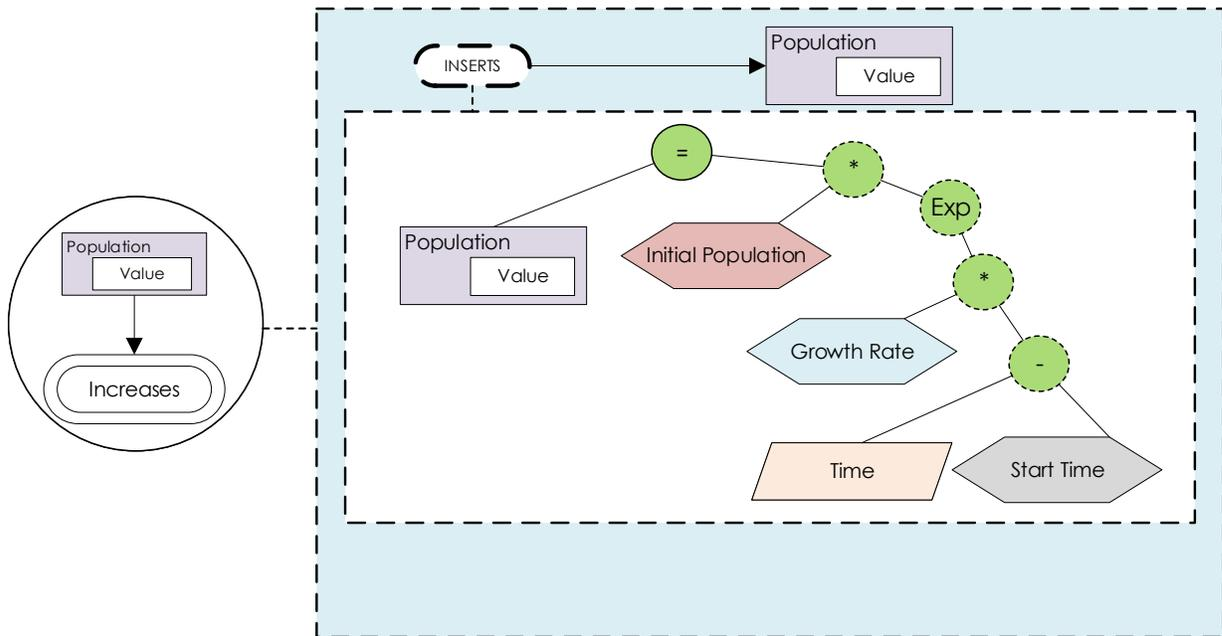 INSERTS
Population
Value
=
*
Exp
Population
Value
Initial Population
*
Population
Value
Growth Rate
-
Increases
Time
Start Time